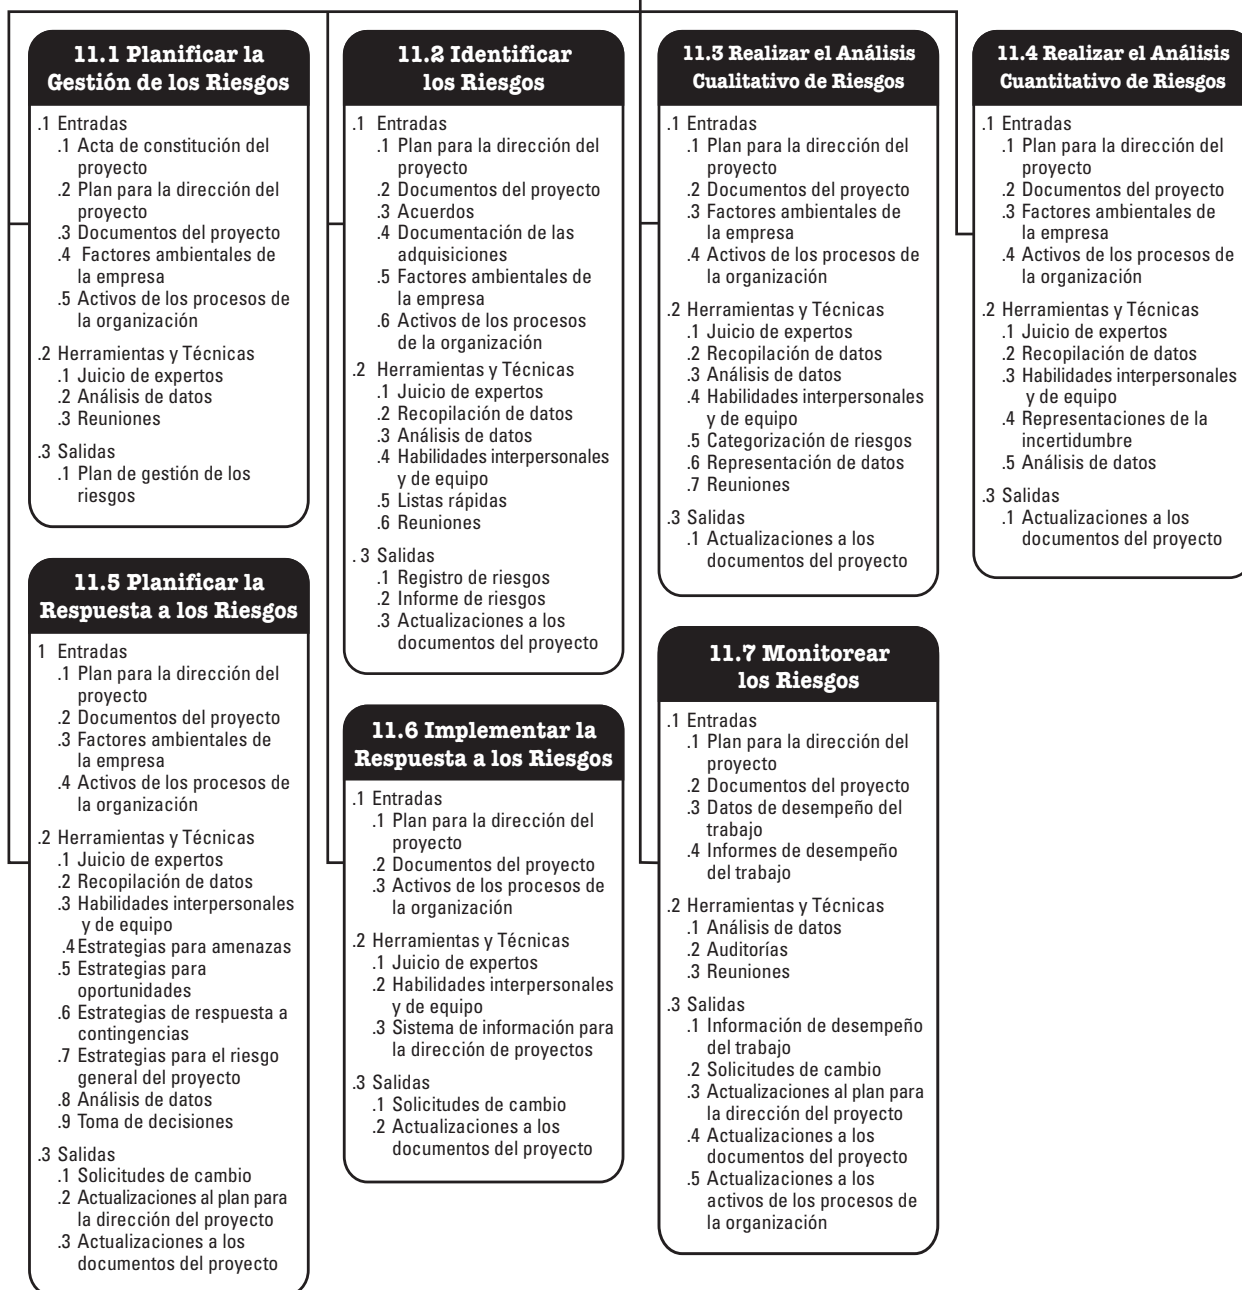 11.1 Planificar la
Gestión de los Riesgos
.1 Entradas
.1 Acta de constitución del
proyecto
.2 Plan para la dirección del
proyecto
.3 Documentos del proyecto
.4 Factores ambientales de
la empresa
.5 Activos de los procesos de
la organización
.2 Herramientas y Técnicas
.1 Juicio de expertos
.2 Análisis de datos
.3 Reuniones
.3 Salidas
.1 Plan de gestión de los
riesgos
11.2 Identificar
los Riesgos
.1 Entradas
.1 Plan para la dirección del
proyecto
.2 Documentos del proyecto
.3 Acuerdos
.4 Documentación de las
adquisiciones
.5 Factores ambientales de
la empresa
.6 Activos de los procesos
de la organización
.2 Herramientas y Técnicas
.1 Juicio de expertos
.2 Recopilación de datos
.3 Análisis de datos
.4 Habilidades interpersonales
y de equipo
.5 Listas rápidas
.6 Reuniones
. 3 Salidas
.1 Registro de riesgos
.2 Informe de riesgos
.3 Actualizaciones a los
documentos del proyecto
11.3 Realizar el Análisis
Cualitativo de Riesgos
.1 Entradas
.1 Plan para la dirección del
proyecto
.2 Documentos del proyecto
.3 Factores ambientales de
la empresa
.4 Activos de los procesos de
la organización
.2 Herramientas y Técnicas
.1 Juicio de expertos
.2 Recopilación de datos
.3 Análisis de datos
.4 Habilidades interpersonales
y de equipo
.5 Categorización de riesgos
.6 Representación de datos
.7 Reuniones
.3 Salidas
.1 Actualizaciones a los
documentos del proyecto
11.4 Realizar el Análisis
Cuantitativo de Riesgos
.1 Entradas
.1 Plan para la dirección del
proyecto
.2 Documentos del proyecto
.3 Factores ambientales de
la empresa
.4 Activos de los procesos de
la organización
.2 Herramientas y Técnicas
.1 Juicio de expertos
.2 Recopilación de datos
.3 Habilidades interpersonales
y de equipo
.4 Representaciones de la
incertidumbre
.5 Análisis de datos
.3 Salidas
.1 Actualizaciones a los
documentos del proyecto
11.5 Planificar la
Respuesta a los Riesgos
1 Entradas
.1 Plan para la dirección del
proyecto
.2 Documentos del proyecto
.3 Factores ambientales de
la empresa
.4 Activos de los procesos de
la organización
.2 Herramientas y Técnicas
.1 Juicio de expertos
.2 Recopilación de datos
.3 Habilidades interpersonales
y de equipo
.4 Estrategias para amenazas
.5 Estrategias para
oportunidades
.6 Estrategias de respuesta a
contingencias
.7 Estrategias para el riesgo
general del proyecto
.8 Análisis de datos
.9 Toma de decisiones
.3 Salidas
.1 Solicitudes de cambio
.2 Actualizaciones al plan para
la dirección del proyecto
.3 Actualizaciones a los
documentos del proyecto
11.6 Implementar la
Respuesta a los Riesgos
.1 Entradas
.1 Plan para la dirección del
proyecto
.2 Documentos del proyecto
.3 Activos de los procesos de
la organización
.2 Herramientas y Técnicas
.1 Juicio de expertos
.2 Habilidades interpersonales
y de equipo
.3 Sistema de información para
la dirección de proyectos
.3 Salidas
.1 Solicitudes de cambio
.2 Actualizaciones a los
documentos del proyecto
11.7 Monitorear
los Riesgos
.1 Entradas
.1 Plan para la dirección del
proyecto
.2 Documentos del proyecto
.3 Datos de desempeño del
trabajo
.4 Informes de desempeño
del trabajo
.2 Herramientas y Técnicas
.1 Análisis de datos
.2 Auditorías
.3 Reuniones
.3 Salidas
.1 Información de desempeño
del trabajo
.2 Solicitudes de cambio
.3 Actualizaciones al plan para
la dirección del proyecto
.4 Actualizaciones a los
documentos del proyecto
.5 Actualizaciones a los
activos de los procesos de
la organización